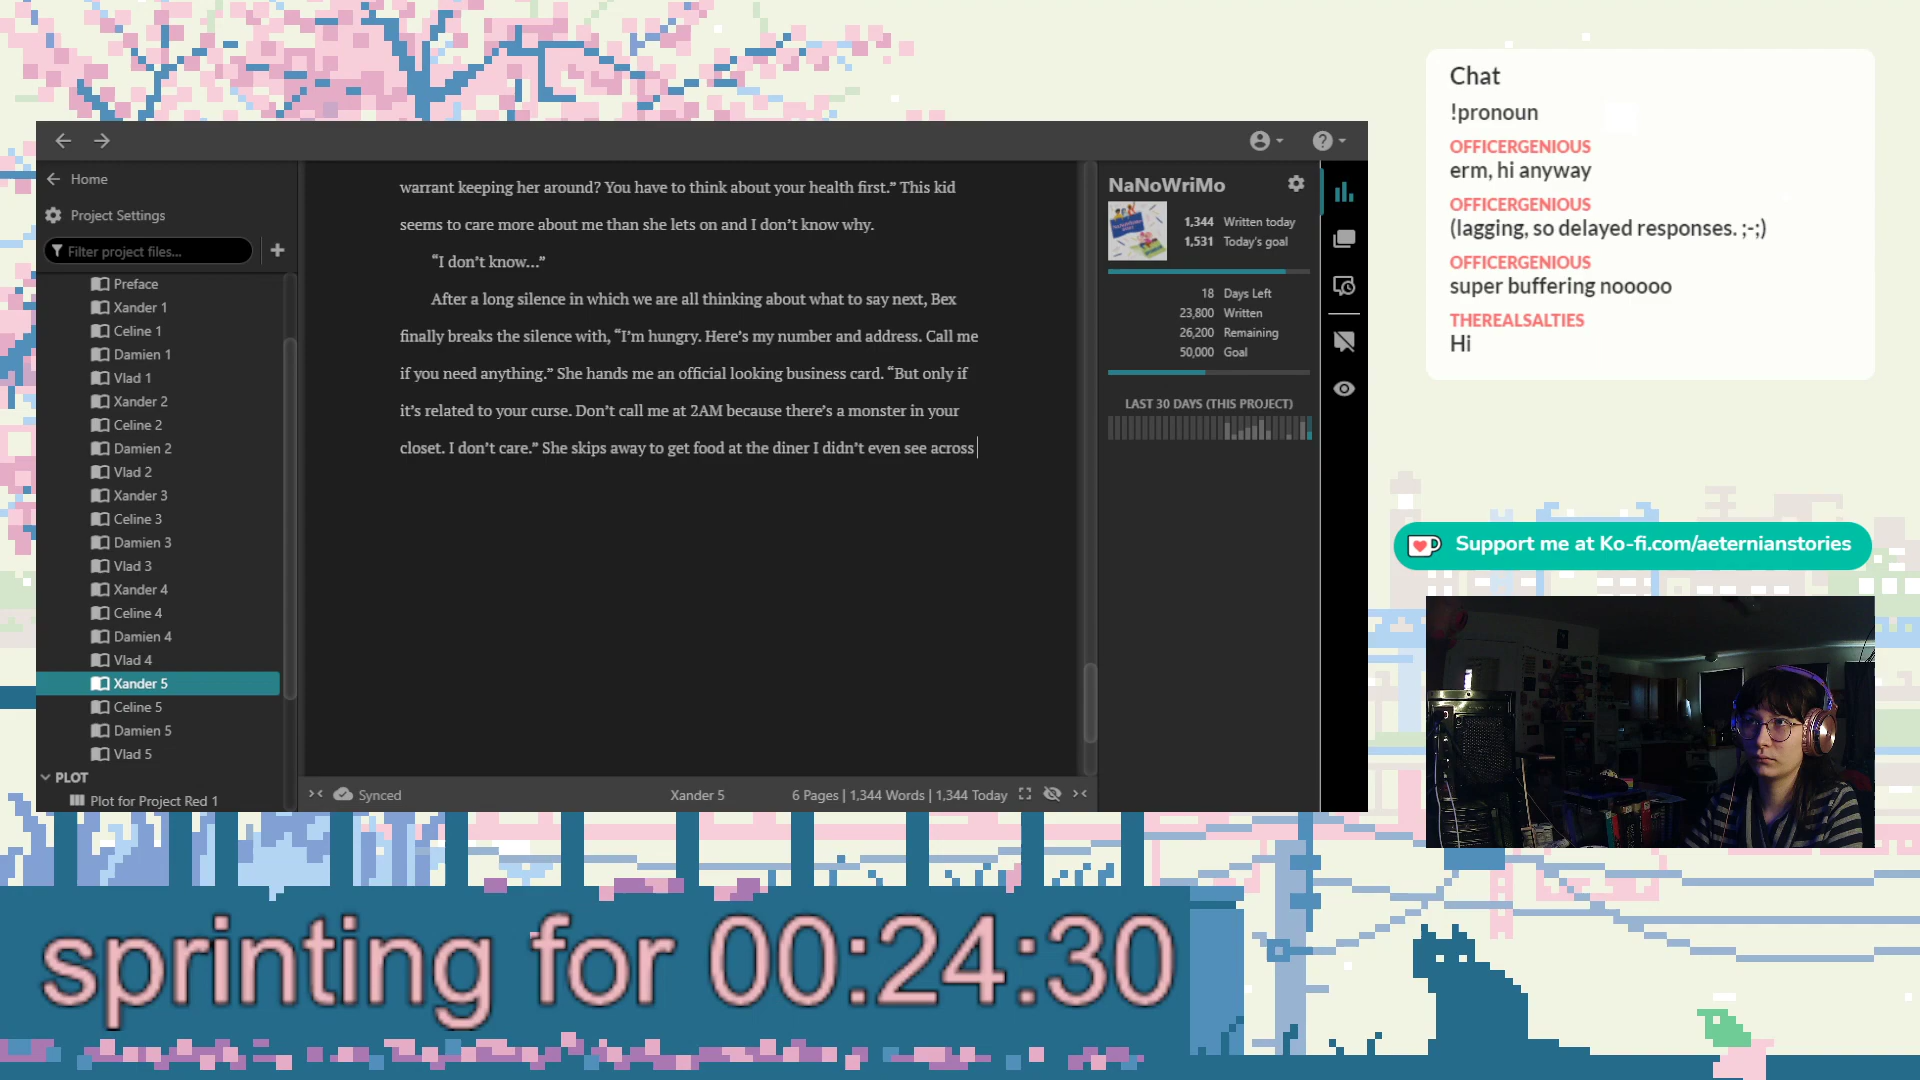 Home
Project Settings
Filter project files...
Preface
Xander 1
Celine 1
Damien 1
Vlad 1
Xander 2
Celine 2
Damien 2
Vlad 2
Xander 3
Celine 3
Damien 3
Vlad 3
Xander 4
Celine 4
Damien 4
Vlad 4
Xander 5
Celine 5
Damien 5
Vlad 5
PLOT
Plot for Project Red 1
warrant keeping her around? You have to think about your health first.” This kid
seems to care more about me than she lets on and I don’t know why.
“I don’t know...”
After a long silence in which we are all thinking about what to say next, Bex
finally breaks the silence with, “I’m hungry. Here’s my number and address. Call me
if you need anything.” She hands me an official looking business card. “But only if
it’s related to your curse. Don’t call me at 2AM because there’s a monster in your
closet. I don’t care.” She skips away to get food at the diner I didn’t even see across
Synced
Xander 5
6 Pages | 1,344 Words | 1,344 Today
NaNoWriMo
1,344 Written today
1,531 Today's goal
18 Days Left
23,800 Written
26,200 Remaining
50,000 Goal
LAST 30 DAYS (THIS PROJECT)
Chat
!pronoun
OFFICERGENIOUS
erm, hi anyway
OFFICERGENIOUS
(lagging, so delayed responses. ;-;)
OFFICERGENIOUS
super buffering nooooo
THEREALSALTIES
Hi
Support me at Ko-fi.com/aeternianstories
sprinting for 00:24:30